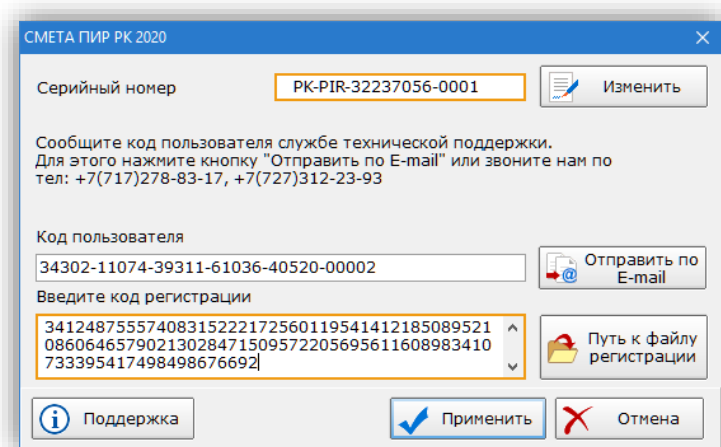 СМЕТА ПИР РК 2020
Серийный номер
PK-PIR-32237056-0001
Изменить
Сообщите код пользователя службе технической поддержки.
Для этого нажмите кнопку "Отправить по E-mail" или звоните нам по
тел: +7(717)278-83-17, +7(727)312-23-93
Код пользователя
34302-11074-39311-61036-40520-00002
Отправить по
E-mail
Введите код регистрации
34124875557408315222172560119541412185089521
08606465790213028471509572205695611608983410
733395417498498676692
Путь к файлу
регистрации
Поддержка
Применить
Отмена